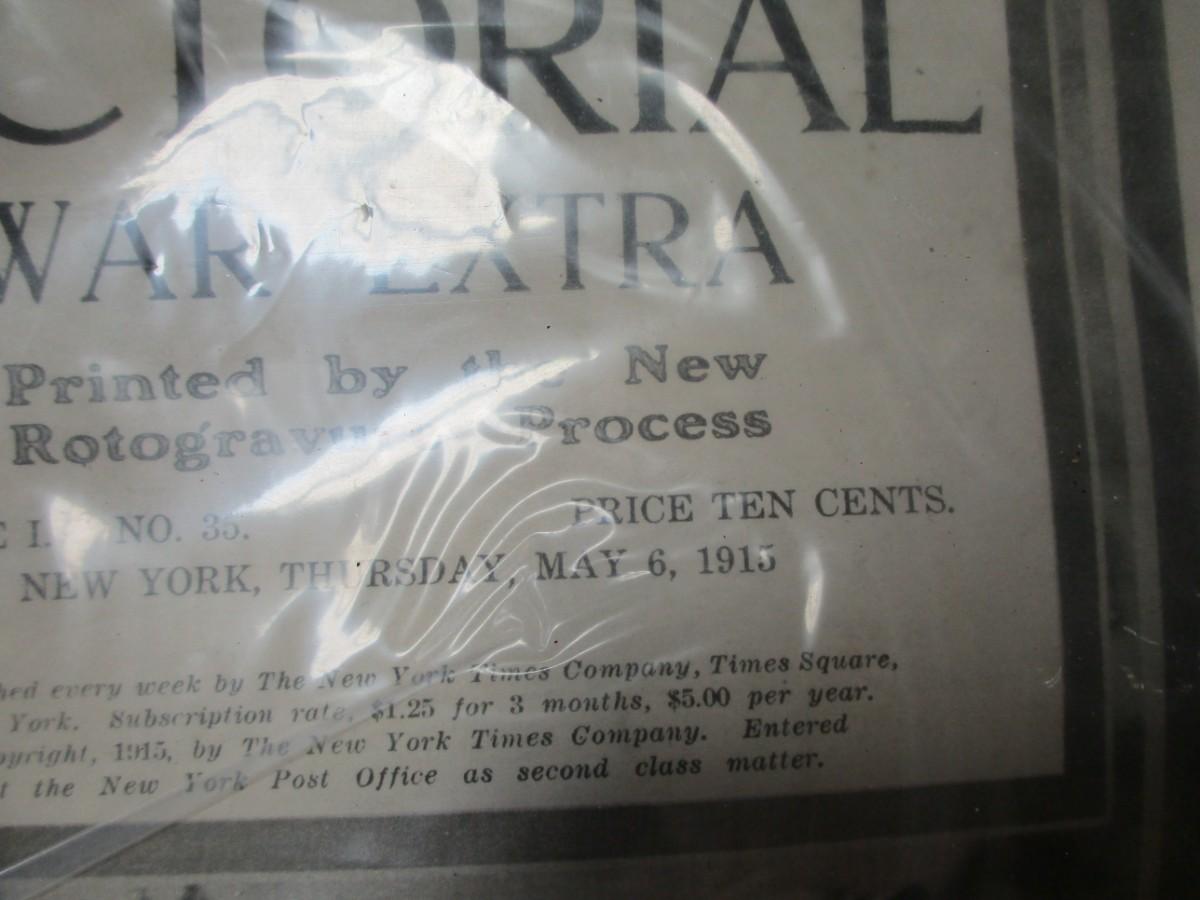 CTORIAL
WAR EXTRA
Printed by the New
Rotogravu Process
E I. NO. 35. PRICE TEN CENTS.
NEW YORK, THURSDAY, MAY 6, 1915
hed every week by The New York Times Company, Times Square,
York. Subscription rate, $1.25 for 3 months, $5.00 per year.
pyright, 1915, by The New York Times Company. Entered
t the New York Post Office as second class matter.